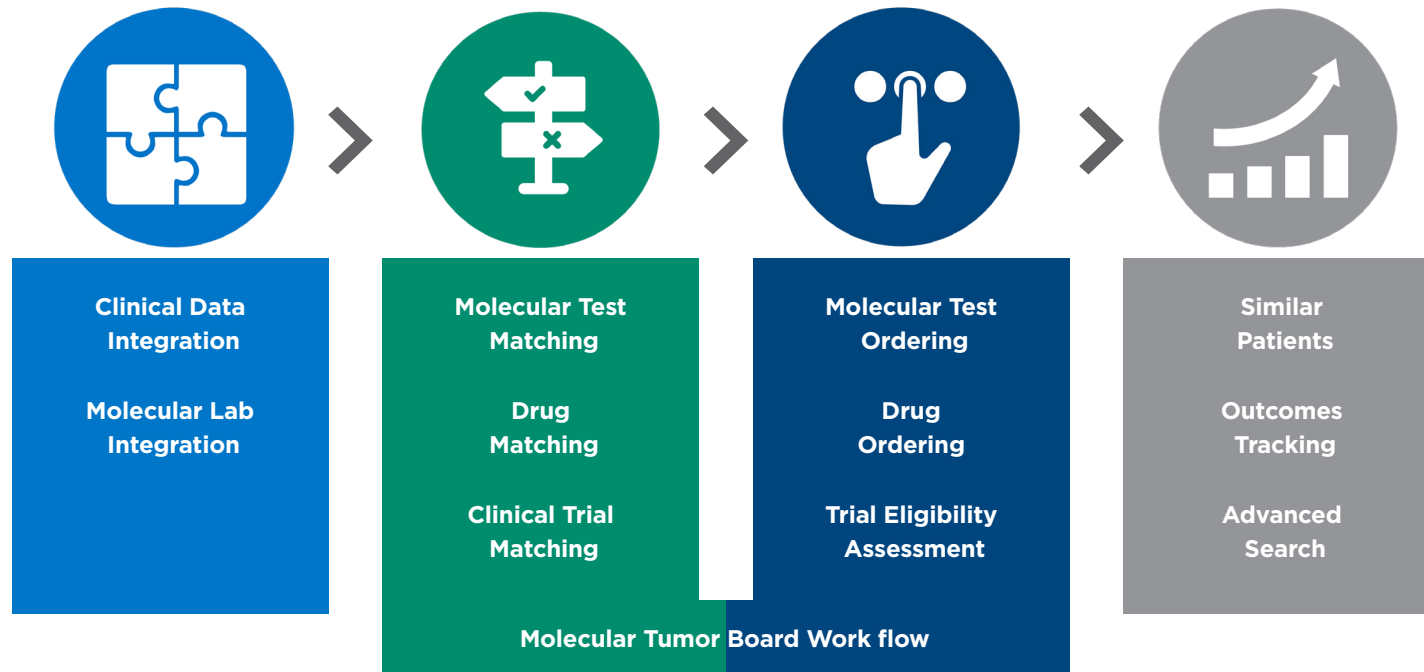 Clinical Data
Integration
Molecular Lab
Integration
Molecular Test
Matching
Drug
Matching
Clinical Trial
Matching
Molecular Test
Ordering
Drug
Ordering
Trial Eligibility
Assessment
Similar
Patients
Outcomes
Tracking
Advanced
Search
Molecular Tumor Board Work flow